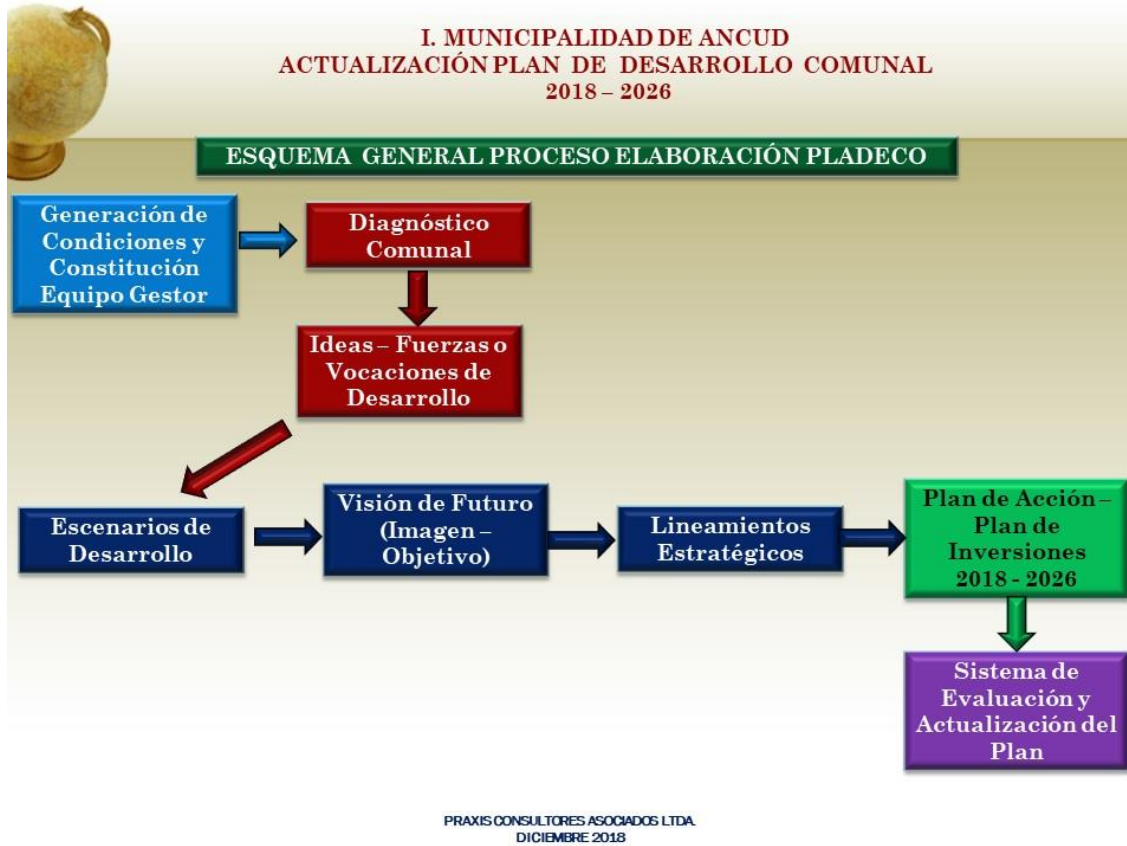 I. MUNICIPALIDAD DE ANCUD
ACTUALIZACIÓN PLAN DE DESARROLLO COMUNAL
2018 – 2026
ESQUEMA GENERAL PROCESO ELABORACIÓN PLADECO
Generación de
Condiciones y
Constitución
Equipo Gestor
Diagnóstico
Comunal
Ideas – Fuerzas o
Vocaciones de
Desarrollo
Escenarios de
Desarrollo
Visión de Futuro
(Imagen –
Objetivo)
Lineamientos
Estratégicos
Plan de Acción –
Plan de
Inversiones
2018 - 2026
Sistema de
Evaluación y
Actualización del
Plan
PRAXIS CONSULTORES ASOCIADOS LTDA.
DICIEMBRE 2018